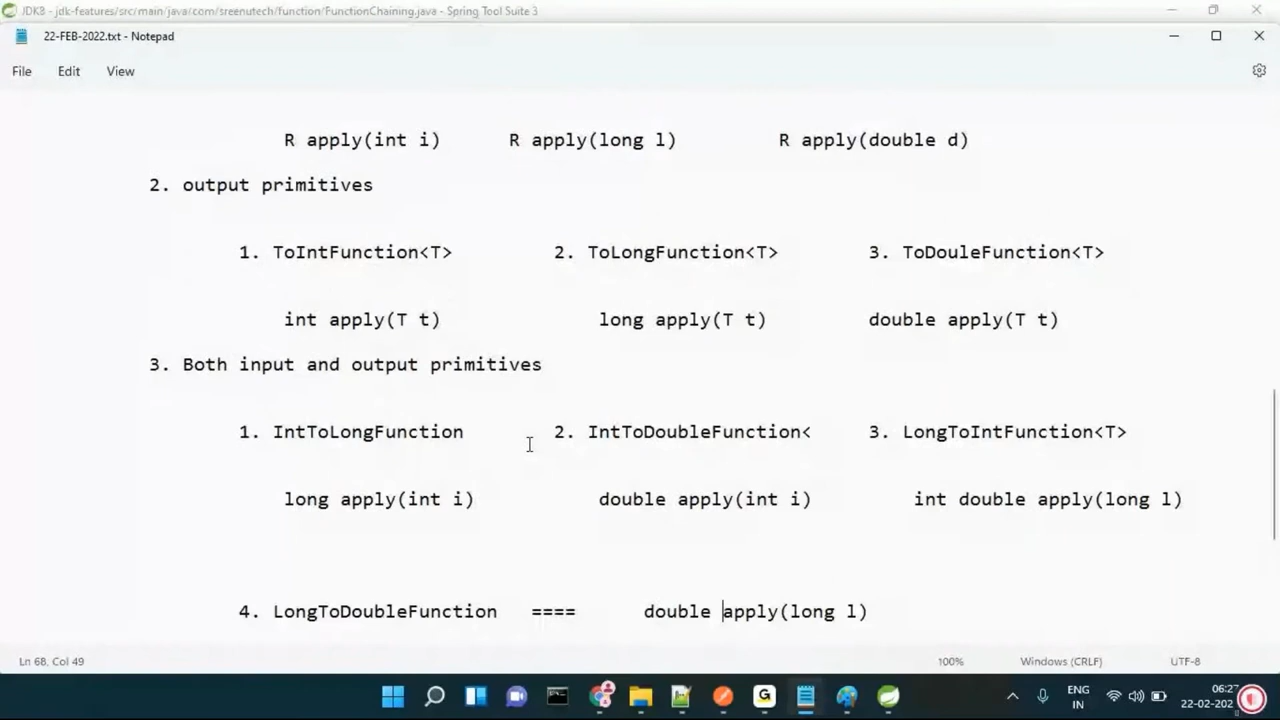 JDK8 - jdk-features/src/main/java/com/sreenutech/function/FunctionChaining.java - Spring Tool Suite 3
22-FEB-2022.txt - Notepad
File Edit View
R apply(int i) R apply(long l) R apply(double d)
2. output primitives
1. ToIntFunction<T> 2. ToLongFunction<T> 3. ToDouleFunction<T>
int apply(T t) long apply(T t) double apply(T t)
3. Both input and output primitives
1. IntToLongFunction 2. IntToDoubleFunction< 3. LongToIntFunction<T>
long apply(int i) double apply(int i) int double apply(long l)
4. LongToDoubleFunction ==== double apply(long l)
Ln 68, Col 49 100% Windows (CRLF) UTF-8
ENG
IN
06:27
22-02-202